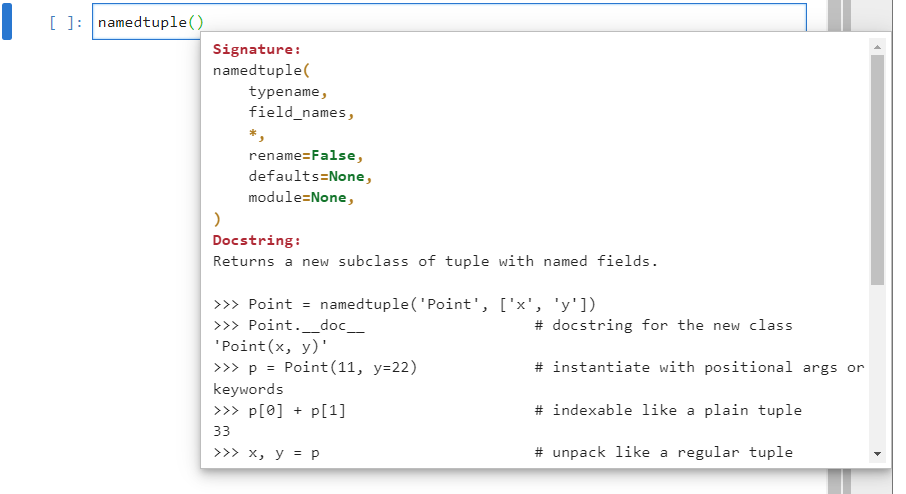 [ ]: namedtuple()
Signature:
namedtuple(
    typename,
    field_names,
    *,
    rename=False,
    defaults=None,
    module=None,
)
Docstring:
Returns a new subclass of tuple with named fields.
>>> Point = namedtuple('Point', ['x', 'y'])
>>> Point.__doc__                   # docstring for the new class
'Point(x, y)'
>>> p = Point(11, y=22)             # instantiate with positional args or
keywords
>>> p[0] + p[1]                     # indexable like a plain tuple
33
>>> x, y = p                        # unpack like a regular tuple